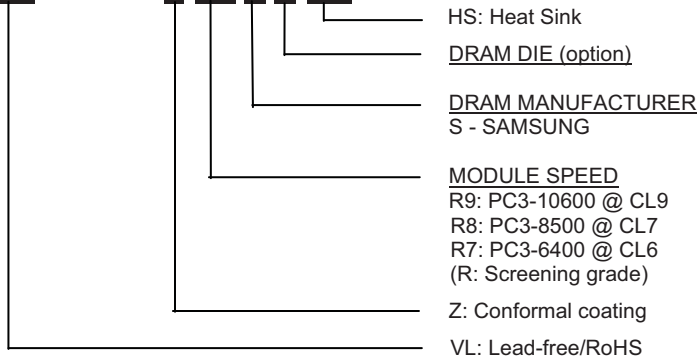 HS: Heat Sink
DRAM DIE (option)
DRAM MANUFACTURER
S - SAMSUNG
MODULE SPEED
R9: PC3-10600 @ CL9
R8: PC3-8500 @ CL7
R7: PC3-6400 @ CL6
(R: Screening grade)
Z: Conformal coating
VL: Lead-free/RoHS